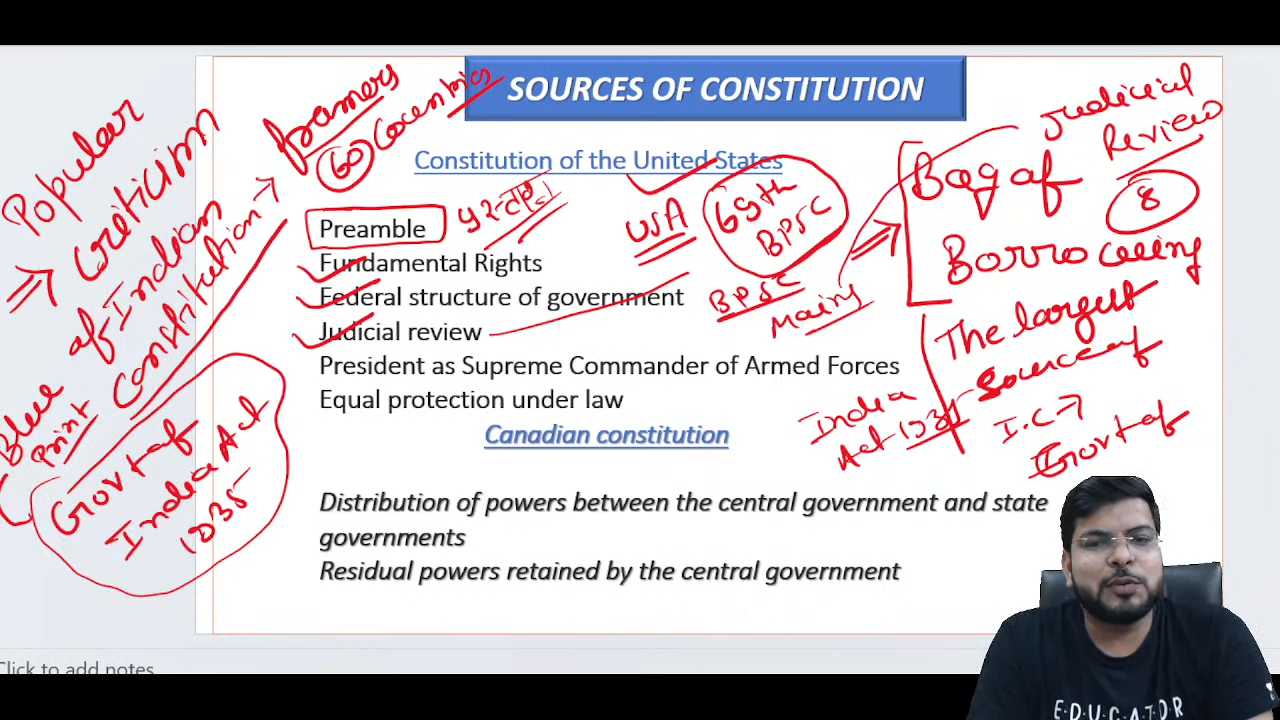 SOURCES OF CONSTITUTION
Constitution of the United States
Preamble
Fundamental Rights
Federal structure of government
Judicial review
President as Supreme Commander of Armed Forces
Equal protection under law
Canadian constitution
Distribution of powers between the central government and state
governments
Residual powers retained by the central government
Popular
Criticism
of Indian
Constitution
framers
60 Countries
Blue
print
Govt of
India Act
1935
USA
BPSC
BPSC
Mains
Judicial
Review
8
Bag of
Borrowing
The largest
Source of
I.C →
Govt of
India
Act 1935
Click to add notes
E.D.U.C.A.T.O.R